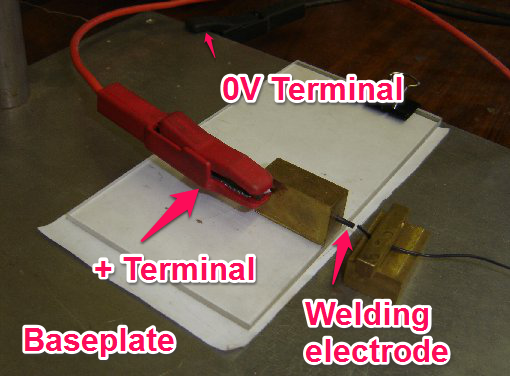 0V Terminal
+ Terminal
Baseplate
Welding
electrode